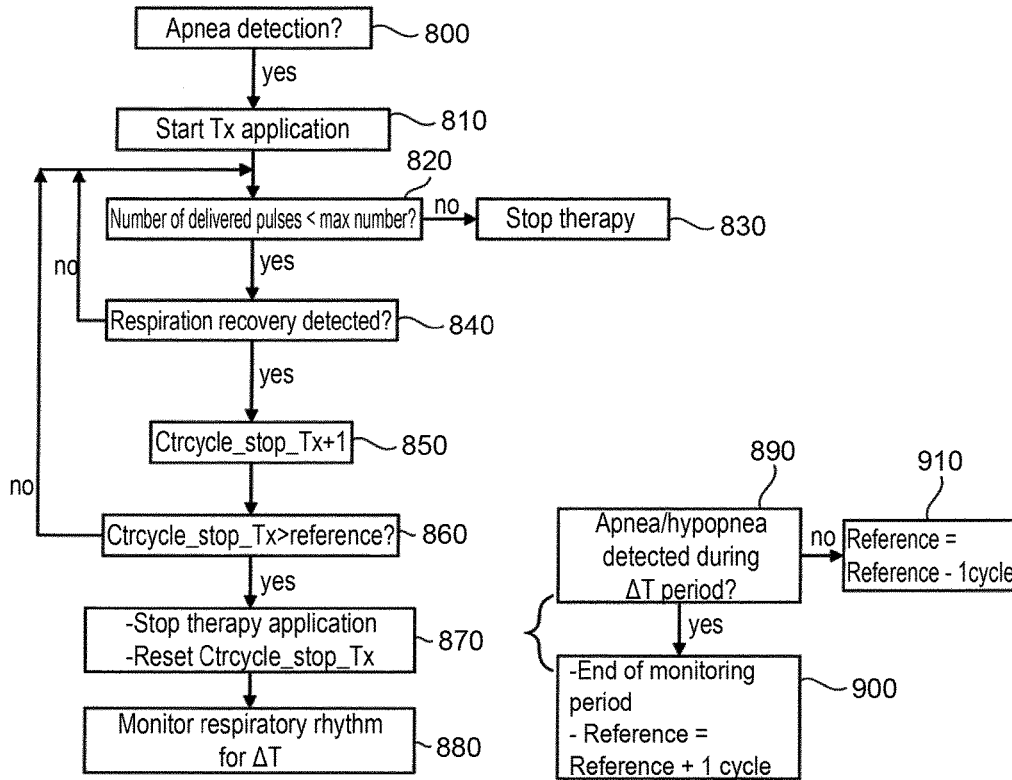 Apnea detection?
800
yes
Start Tx application
810
820
Number of delivered pulses < max number?
no
Stop therapy
830
yes
no
Respiration recovery detected?
840
yes
Ctrcycle_stop_Tx+1
850
no
Ctrcycle_stop_Tx>reference?
860
yes
-Stop therapy application
-Reset Ctrcycle_stop_Tx
870
Monitor respiratory rhythm
for ΔT
880
890
Apnea/hypopnea
detected during
ΔT period?
no
910
Reference =
Reference - 1cycle
yes
-End of monitoring
period
- Reference =
Reference + 1 cycle
900